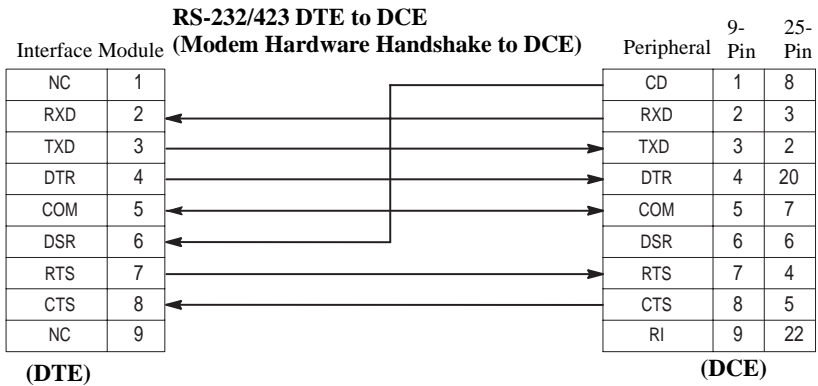 RS-232/423 DTE to DCE
(Modem Hardware Handshake to DCE)
Interface Module Peripheral 9-Pin 25-Pin
NC 1 CD 1 8
RXD 2 RXD 2 3
TXD 3 TXD 3 2
DTR 4 DTR 4 20
COM 5 COM 5 7
DSR 6 DSR 6 6
RTS 7 RTS 7 4
CTS 8 CTS 8 5
NC 9 RI 9 22
(DTE) (DCE)